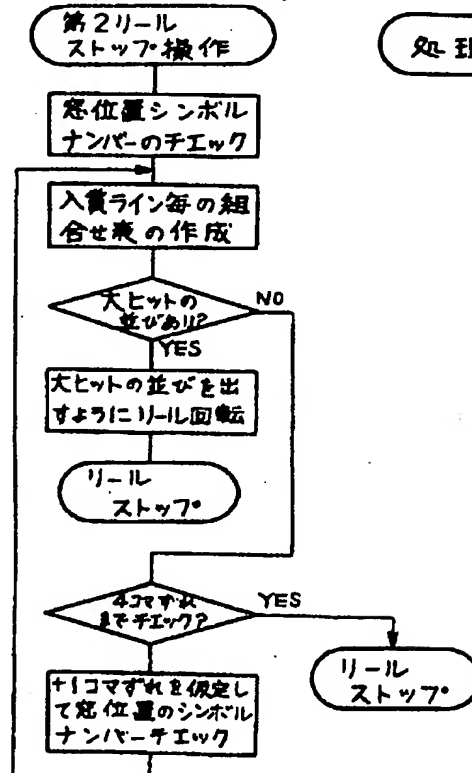 第2リール
ストップ操作
処理
窓位置シンボル
ナンバーのチエック
入賞ライン毎の組
合せ表の作成
大ヒットの
並びあり?
NO
YES
大ヒットの並びを出
すようにリール回転
リール
ストップ
4コマずれ
までチエック?
YES
リール
ストップ
+1コマずれを仮定し
て窓位置のシンボル
ナンバーチエック